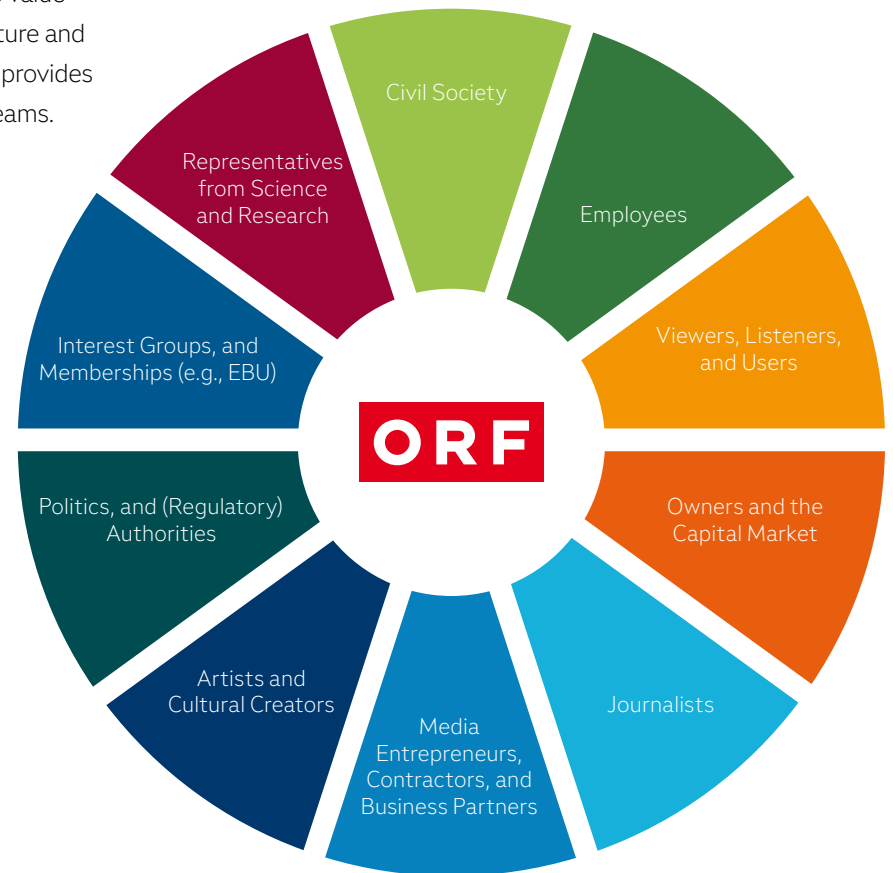 value
ture and
provides
eams.
Civil Society
Employees
Viewers, Listeners,
and Users
Owners and the
Capital Market
Journalists
Media
Entrepreneurs,
Contractors, and
Business Partners
Artists and
Cultural Creators
Politics, and (Regulatory)
Authorities
Interest Groups, and
Memberships (e.g., EBU)
Representatives
from Science
and Research
ORF